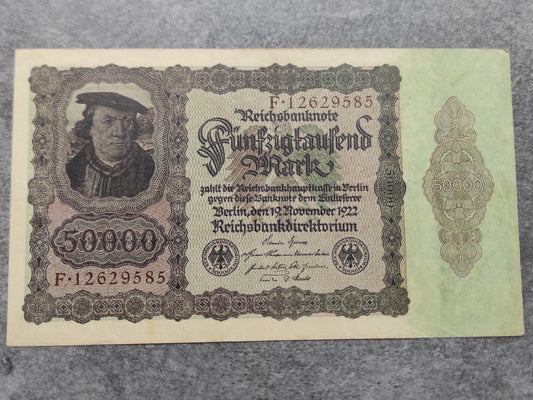 F·12629585
Reichsbanknote
Fünfzigtausend
Mark
zahlt die Reichsbankhauptkasse in Berlin
gegen diese Banknote dem Einlieferer
Berlin, den 19. November 1922
Reichsbankdirektorium
50000
F·12629585
50000
50000